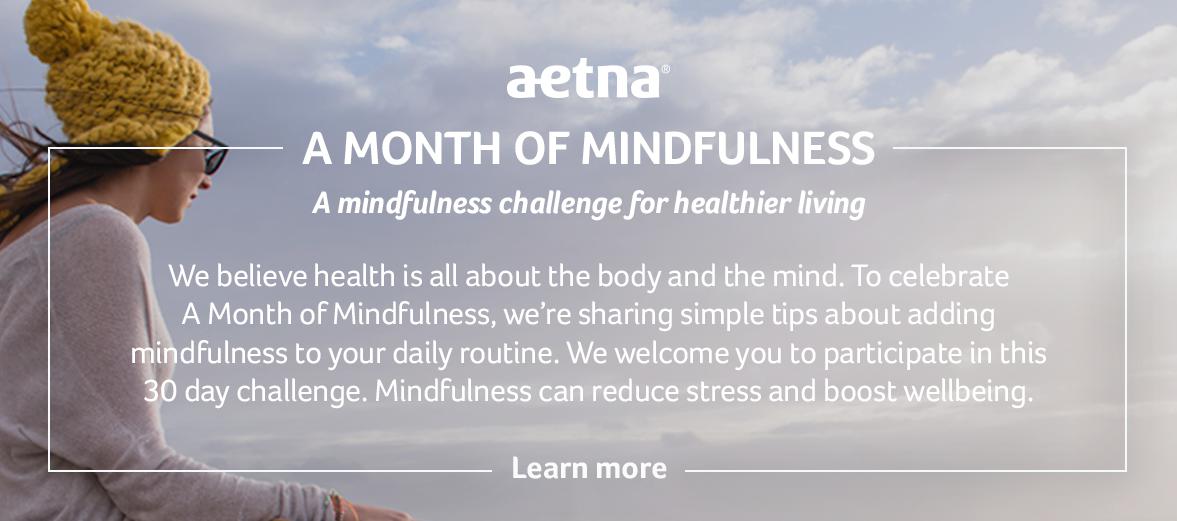 aetna®
A MONTH OF MINDFULNESS
A mindfulness challenge for healthier living
We believe health is all about the body and the mind. To celebrate
A Month of Mindfulness, we're sharing simple tips about adding
mindfulness to your daily routine. We welcome you to participate in this
30 day challenge. Mindfulness can reduce stress and boost wellbeing.
Learn more